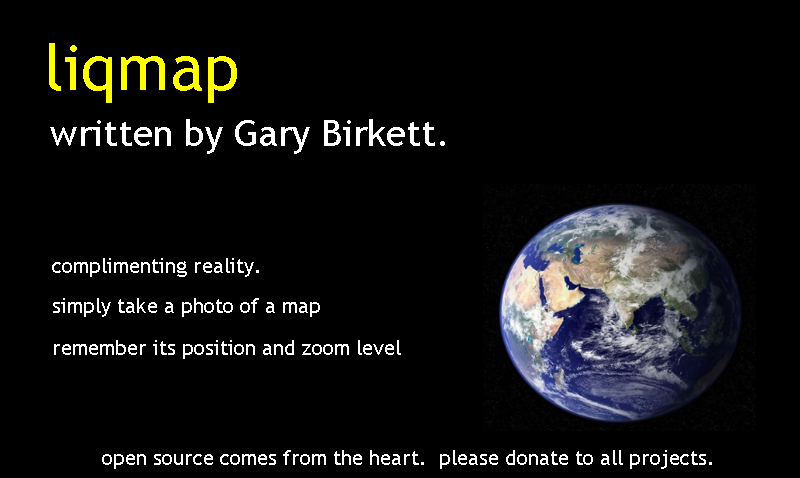 liqmap
written by Gary Birkett.
complimenting reality.
simply take a photo of a map
remember its position and zoom level
open source comes from the heart.  please donate to all projects.